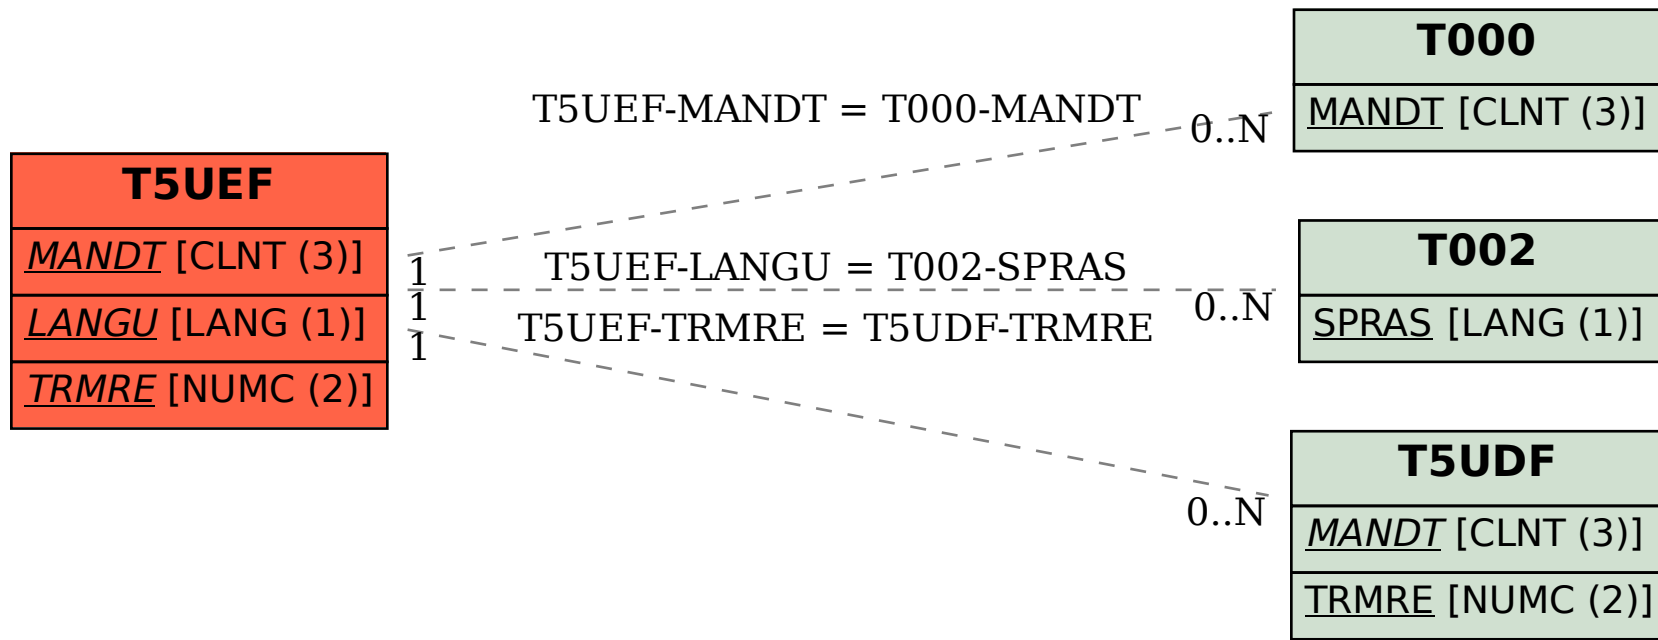 T5UEF
MANDT [CLNT (3)]
LANGU [LANG (1)]
TRMRE [NUMC (2)]
T5UEF-MANDT = T000-MANDT
0..N
1
T5UEF-LANGU = T002-SPRAS
0..N
1
T5UEF-TRMRE = T5UDF-TRMRE
0..N
1
T000
MANDT [CLNT (3)]
T002
SPRAS [LANG (1)]
T5UDF
MANDT [CLNT (3)]
TRMRE [NUMC (2)]